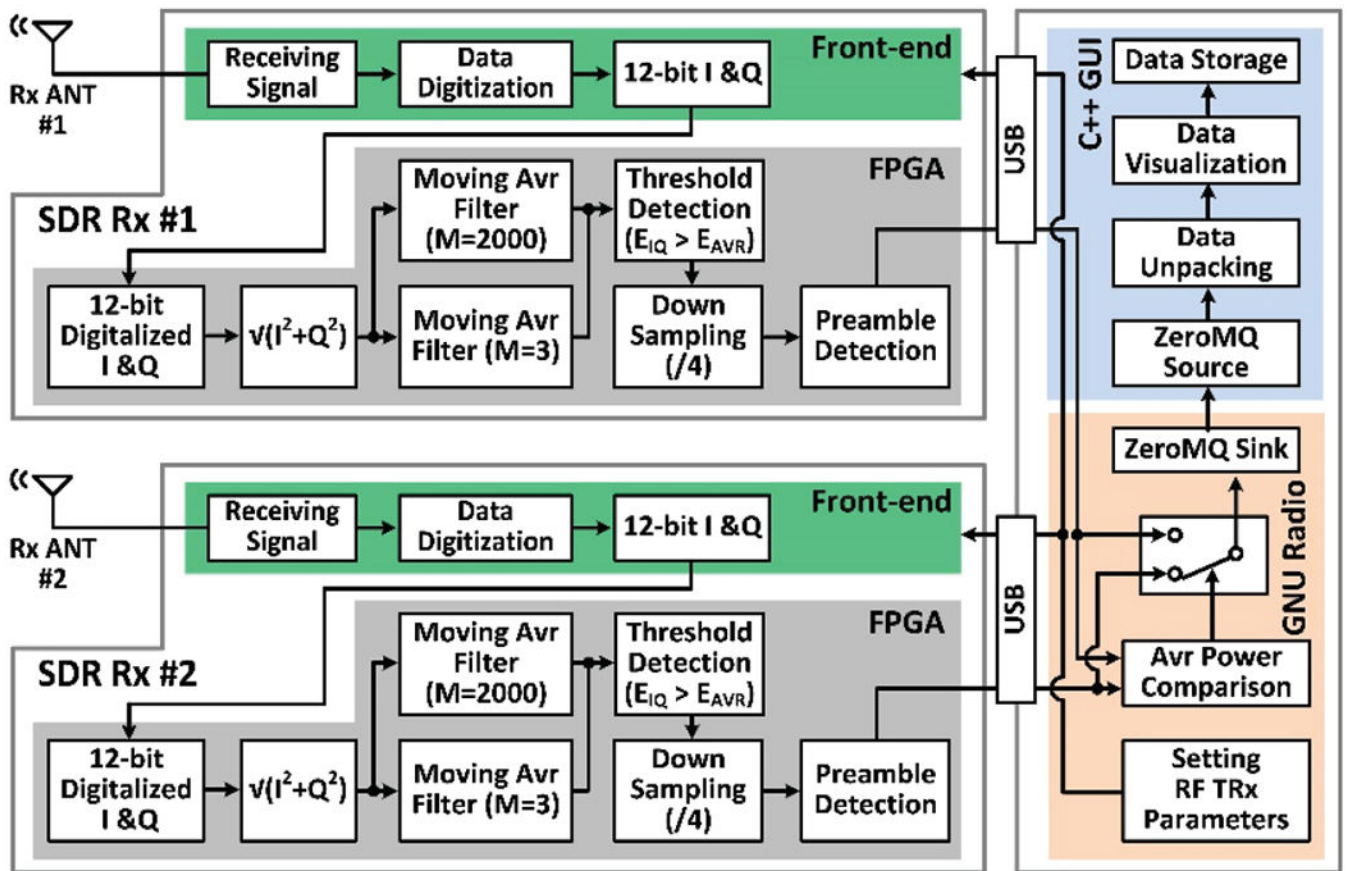 Rx ANT
#1
Receiving
Signal
Data
Digitization
12-bit I &Q
Front-end
SDR Rx #1
FPGA
Moving Avr
Filter
(M=2000)
Threshold
Detection
(E_IQ > E_AVR)
12-bit
Digitalized
I &Q
√(I²+Q²)
Moving Avr
Filter (M=3)
Down
Sampling
(/4)
Preamble
Detection
Rx ANT
#2
Receiving
Signal
Data
Digitization
12-bit I &Q
Front-end
SDR Rx #2
FPGA
Moving Avr
Filter
(M=2000)
Threshold
Detection
(E_IQ > E_AVR)
12-bit
Digitalized
I &Q
√(I²+Q²)
Moving Avr
Filter (M=3)
Down
Sampling
(/4)
Preamble
Detection
USB
USB
C++ GUI
Data Storage
Data
Visualization
Data
Unpacking
ZeroMQ
Source
ZeroMQ Sink
GNU Radio
Avr Power
Comparison
Setting
RF TRx
Parameters